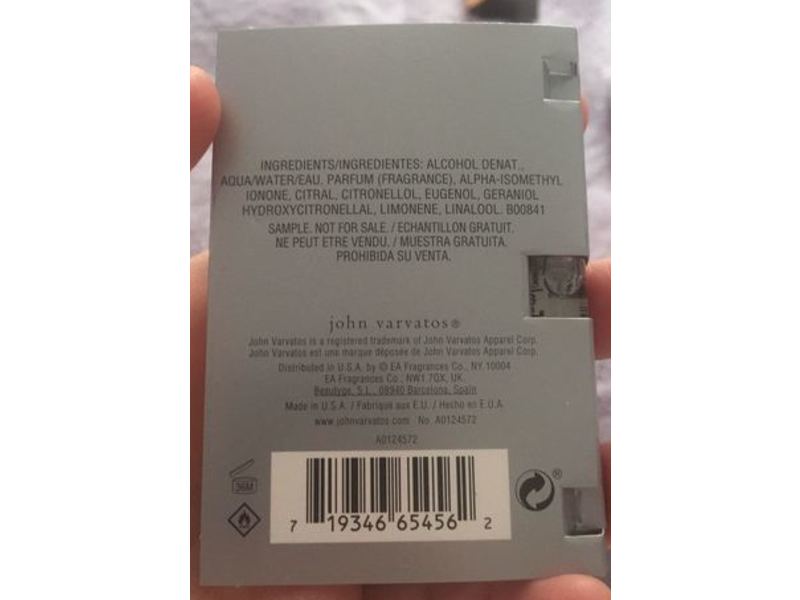 INGREDIENTS/INGREDIENTES: ALCOHOL DENAT.,
AQUA/WATER/EAU. PARFUM (FRAGRANCE), ALPHA-ISOMETHYL
IONONE, CITRAL, CITRONELLOL, EUGENOL, GERANIOL
HYDROXYCITRONELLAL, LIMONENE, LINALOOL. B00841
SAMPLE. NOT FOR SALE. / ECHANTILLON GRATUIT.
NE PEUT ETRE VENDU. / MUESTRA GRATUITA.
PROHIBIDA SU VENTA.
john varvatos®
John Varvatos is a registered trademark of John Varvatos Apparel Corp.
John Varvatos est une marque déposée de John Varvatos Apparel Corp.
Distributed in U.S.A. by © EA Fragrances Co., NY 10004
EA Fragrances Co., NW1 7QX, UK.
Beautyge, S.L., 08940 Barcelona, Spain
Made in U.S.A. / Fabriqué aux E.U. / Hecho en E.U.A.
www.johnvarvatos.com No. A0124572
A0124572
36M
7 19346 65456 2
®